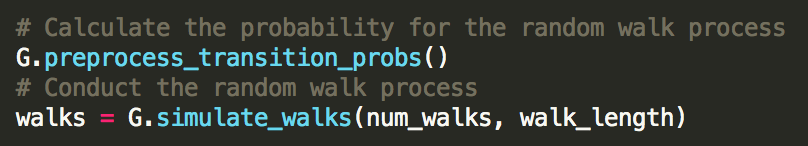 # Calculate the probability for the random walk process
G.preprocess_transition_probs()
# Conduct the random walk process
walks = G.simulate_walks(num_walks, walk_length)